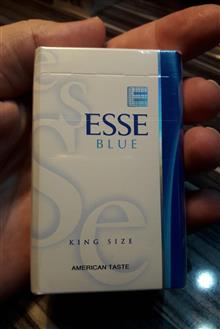 ESSE
BLUE
KING SIZE
AMERICAN TASTE